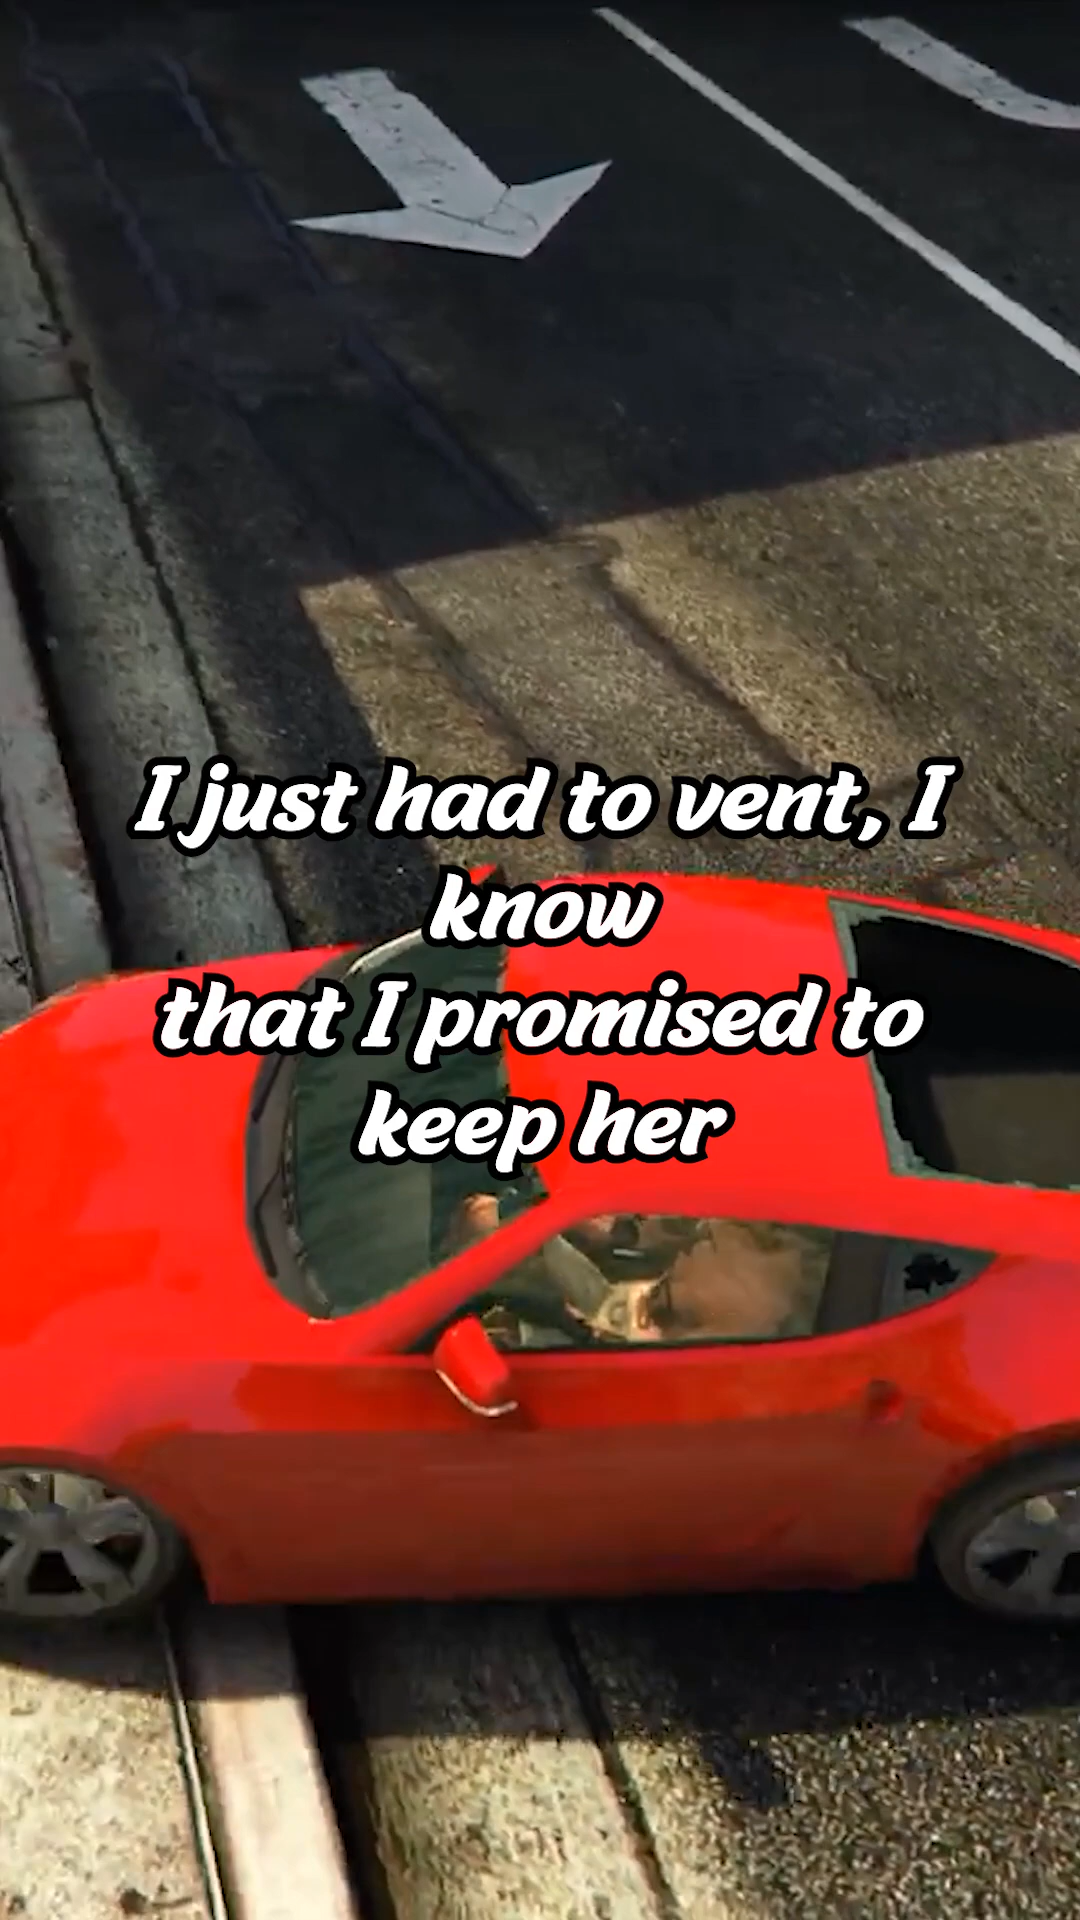 I just had to vent, I
know
that I promised to
keep her